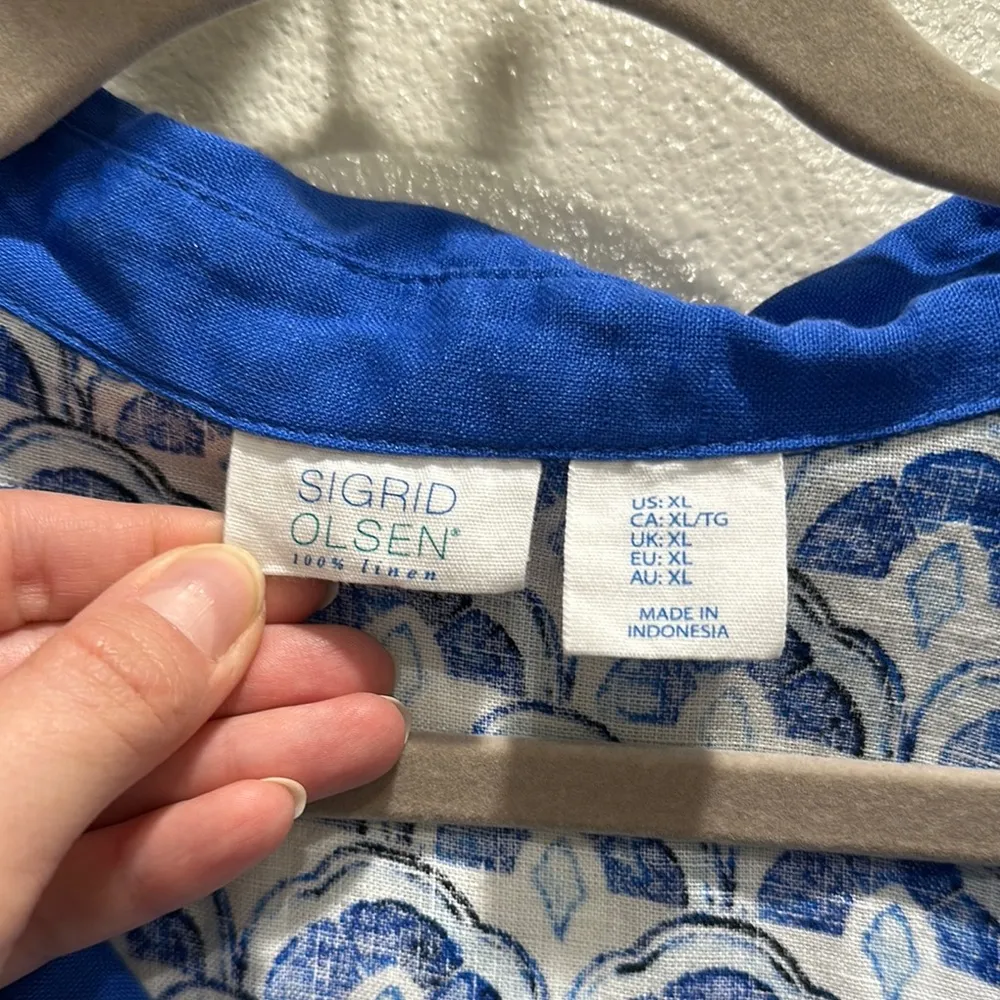 SIGRID
OLSEN®
100% linen
US: XL
CA: XL/TG
UK: XL
EU: XL
AU: XL
MADE IN
INDONESIA